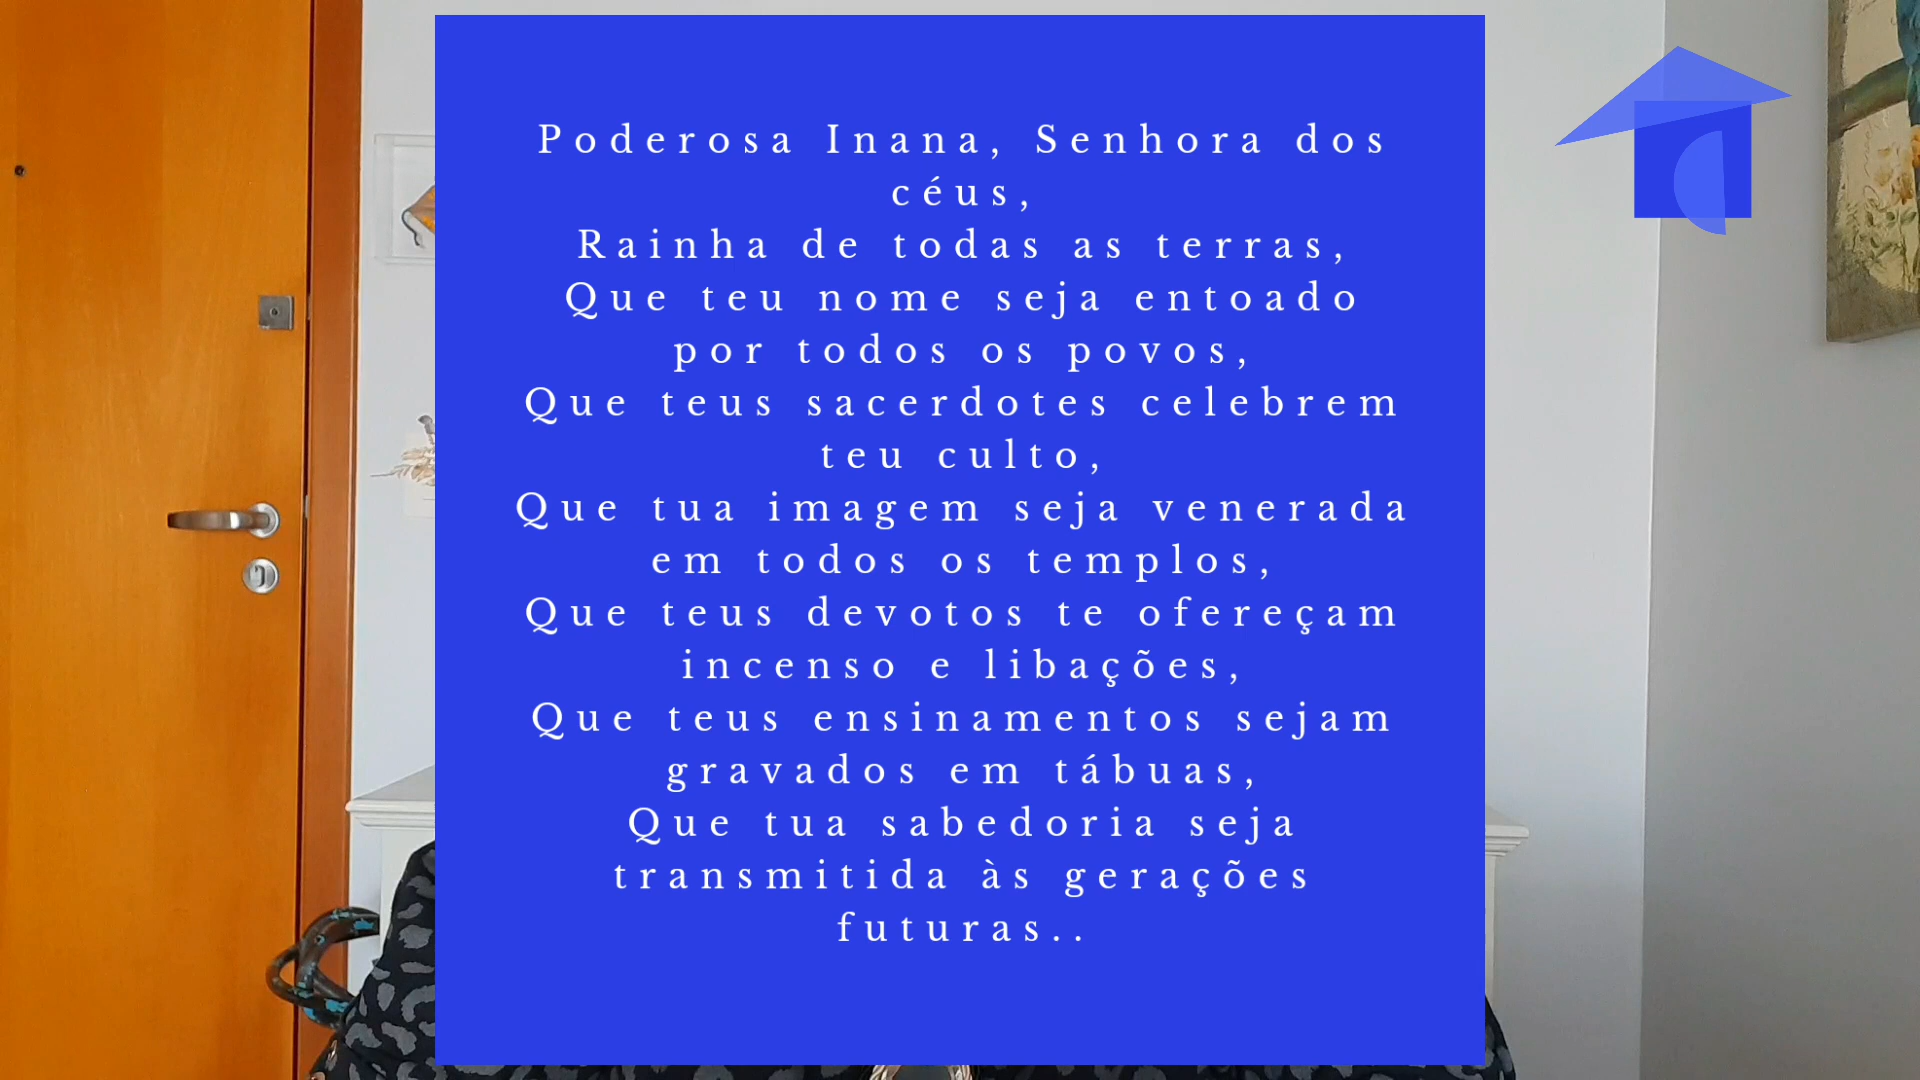 Poderosa Inana, Senhora dos
céus,
Rainha de todas as terras,
Que teu nome seja entoado
por todos os povos,
Que teus sacerdotes celebrem
teu culto,
Que tua imagem seja venerada
em todos os templos,
Que teus devotos te ofereçam
incenso e libações,
Que teus ensinamentos sejam
gravados em tábuas,
Que tua sabedoria seja
transmitida às gerações
futuras..